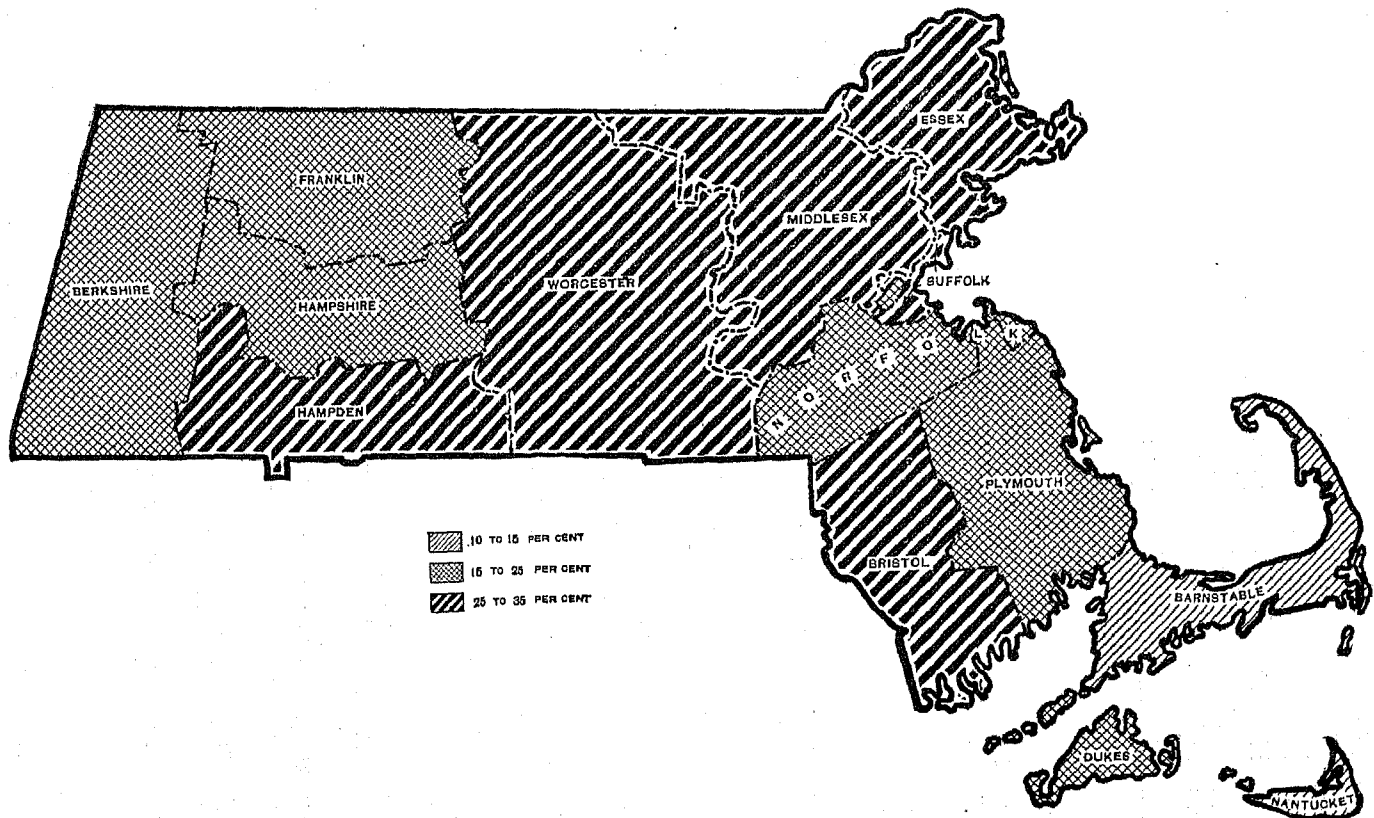 ESSEX
FRANKLIN
MIDDLESEX
BERKSHIRE
HAMPSHIRE
WORCESTER
SUFFOLK
NORFOLK
HAMPDEN
PLYMOUTH
10 TO 15 PER CENT
15 TO 25 PER CENT
25 TO 35 PER CENT
BRISTOL
BARNSTABLE
DUKES
NANTUCKET